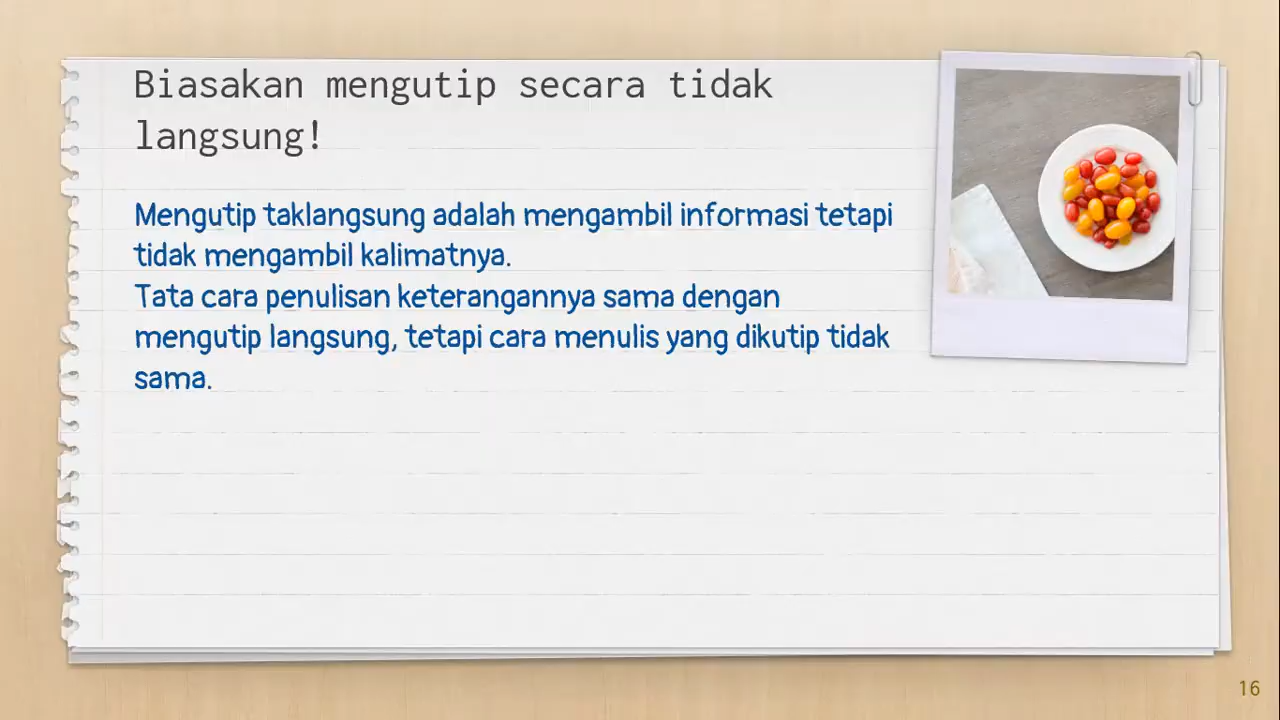 Biasakan mengutip secara tidak
langsung!
Mengutip taklangsung adalah mengambil informasi tetapi
tidak mengambil kalimatnya.
Tata cara penulisan keterangannya sama dengan
mengutip langsung, tetapi cara menulis yang dikutip tidak
sama.
16